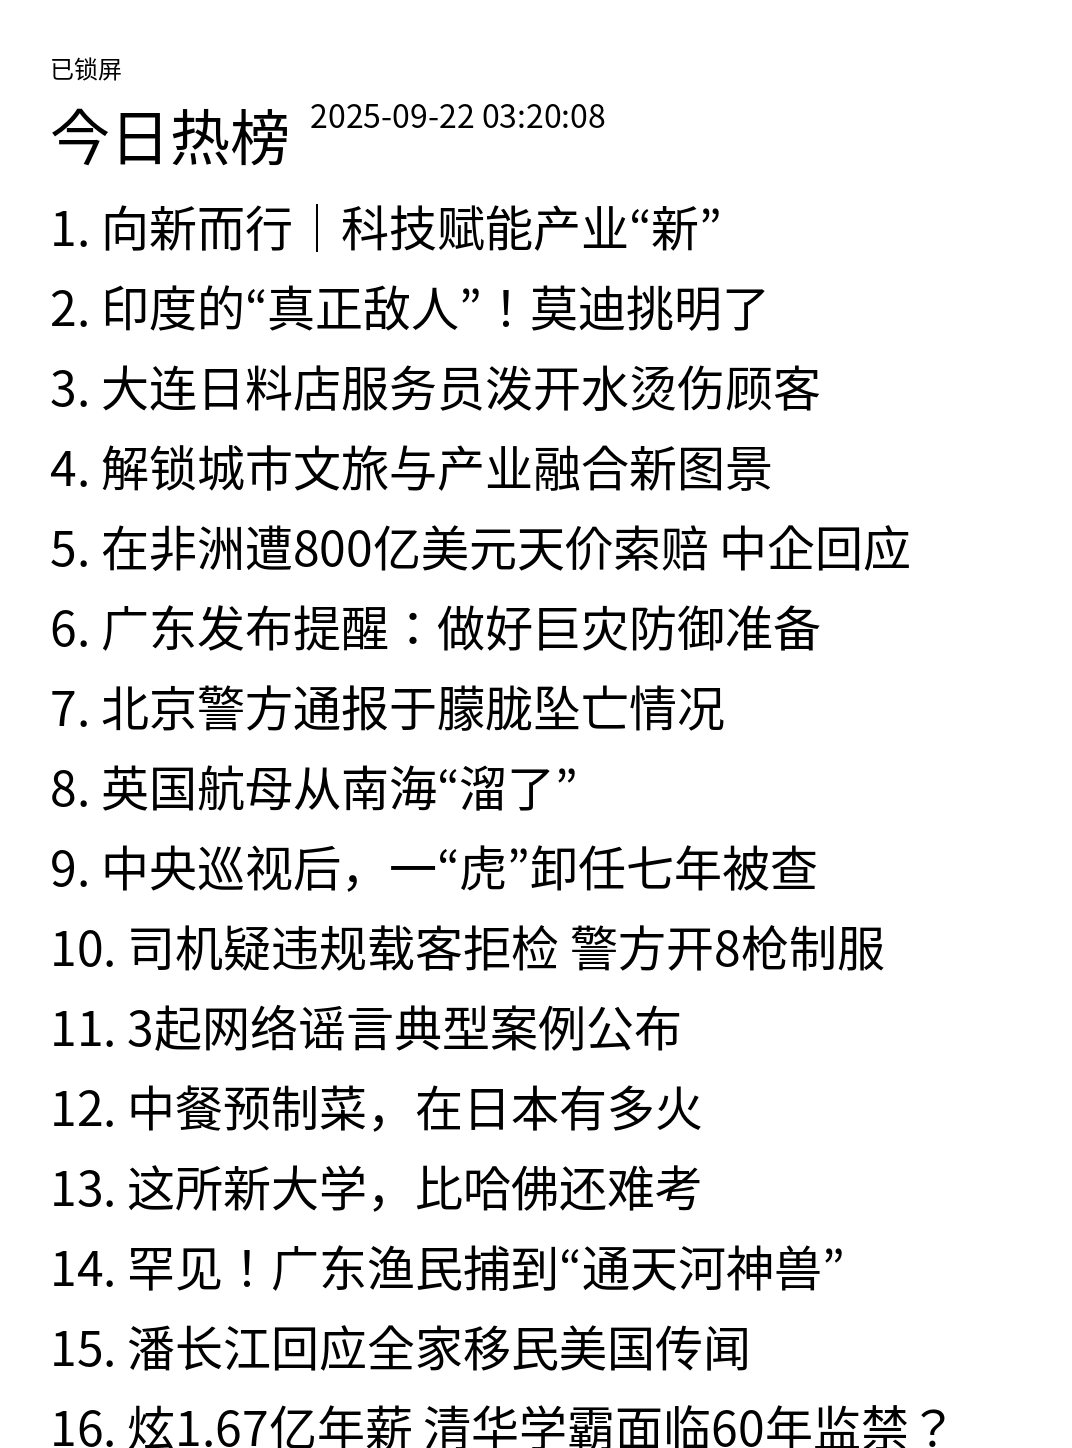 已锁屏
今日热榜 2025-09-22 03:20:08
1. 向新而行｜科技赋能产业“新”
2. 印度的“真正敌人”！莫迪挑明了
3. 大连日料店服务员泼开水烫伤顾客
4. 解锁城市文旅与产业融合新图景
5. 在非洲遭800亿美元天价索赔 中企回应
6. 广东发布提醒：做好巨灾防御准备
7. 北京警方通报于朦胧坠亡情况
8. 英国航母从南海“溜了”
9. 中央巡视后，一“虎”卸任七年被查
10. 司机疑违规载客拒检 警方开8枪制服
11. 3起网络谣言典型案例公布
12. 中餐预制菜，在日本有多火
13. 这所新大学，比哈佛还难考
14. 罕见！广东渔民捕到“通天河神兽”
15. 潘长江回应全家移民美国传闻
16. 炫1.67亿年薪 清华学霸面临60年监禁？